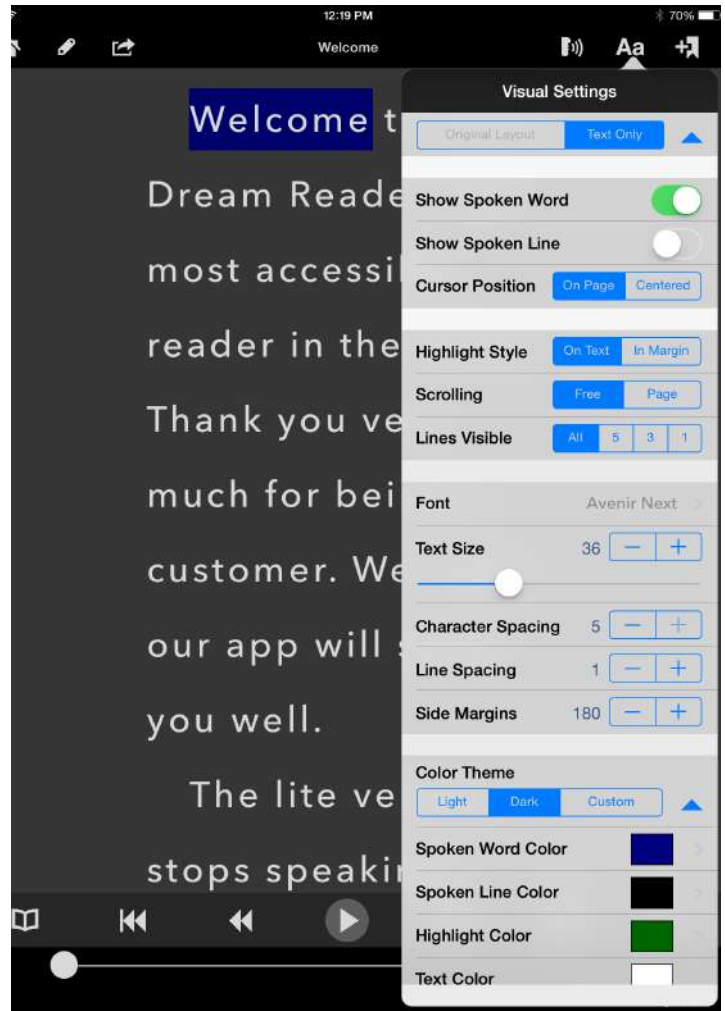 12:19 PM
70%
Welcome
Aa
Welcome t
Dream Reade
most accessil
reader in the
Thank you ve
much for bei
customer. We
our app will
you well.
The lite ve
stops speakir
Visual Settings
Original Layout Text Only
Show Spoken Word
Show Spoken Line
Cursor Position On Page Centered
Highlight Style On Text In Margin
Scrolling Free Page
Lines Visible All 5 3 1
Font Avenir Next
Text Size 36 — +
Character Spacing 5 — +
Line Spacing 1 — +
Side Margins 180 — +
Color Theme
Light Dark Custom
Spoken Word Color
Spoken Line Color
Highlight Color
Text Color